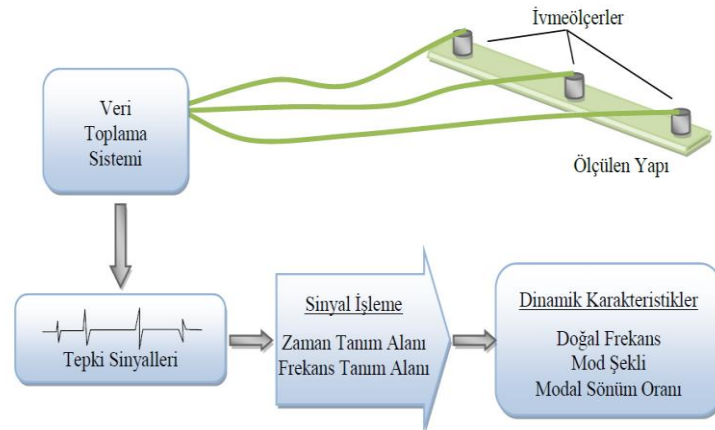 İvmeölçerler
Veri
Toplama
Sistemi
Ölçülen Yapı
Tepki Sinyalleri
Sinyal İşleme
Zaman Tanım Alanı
Frekans Tanım Alanı
Dinamik Karakteristikler
Doğal Frekans
Mod Şekli
Modal Sönüm Oranı